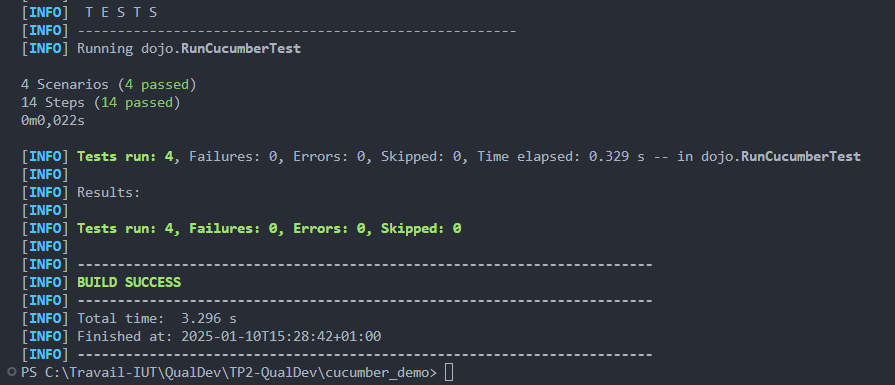 [INFO]  T E S T S
[INFO] -------------------------------------------------------
[INFO] Running dojo.RunCucumberTest
4 Scenarios (4 passed)
14 Steps (14 passed)
0m0,022s
[INFO] Tests run: 4, Failures: 0, Errors: 0, Skipped: 0, Time elapsed: 0.329 s -- in dojo.RunCucumberTest
[INFO]
[INFO] Results:
[INFO]
[INFO] Tests run: 4, Failures: 0, Errors: 0, Skipped: 0
[INFO]
[INFO] ------------------------------------------------------------------------
[INFO] BUILD SUCCESS
[INFO] ------------------------------------------------------------------------
[INFO] Total time:  3.296 s
[INFO] Finished at: 2025-01-10T15:28:42+01:00
[INFO] ------------------------------------------------------------------------
PS C:\Travail-IUT\QualDev\TP2-QualDev\cucumber_demo>